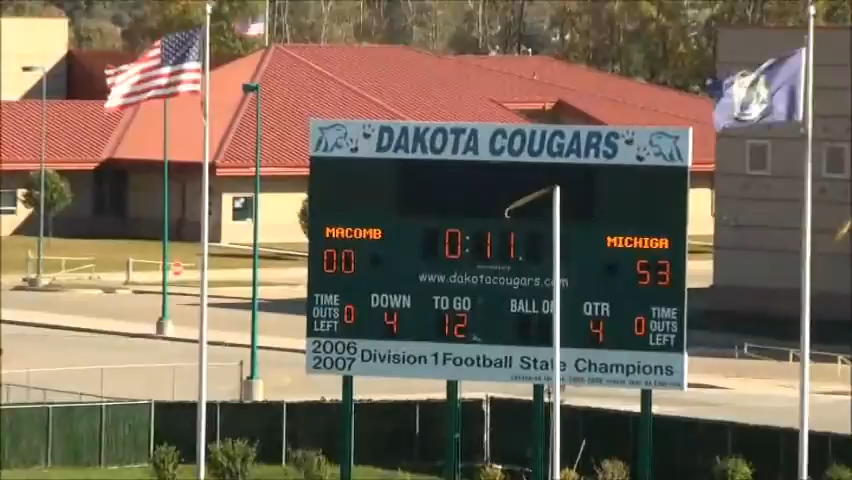 DAKOTA COUGARS
MACOMB 0:11 MICHIGA
00 53
www.dakotacougars.com
TIME OUTS LEFT 0 DOWN 4 TO GO 12 BALL ON QTR 4 0 TIME OUTS LEFT
2006 2007 Division 1 Football State Champions